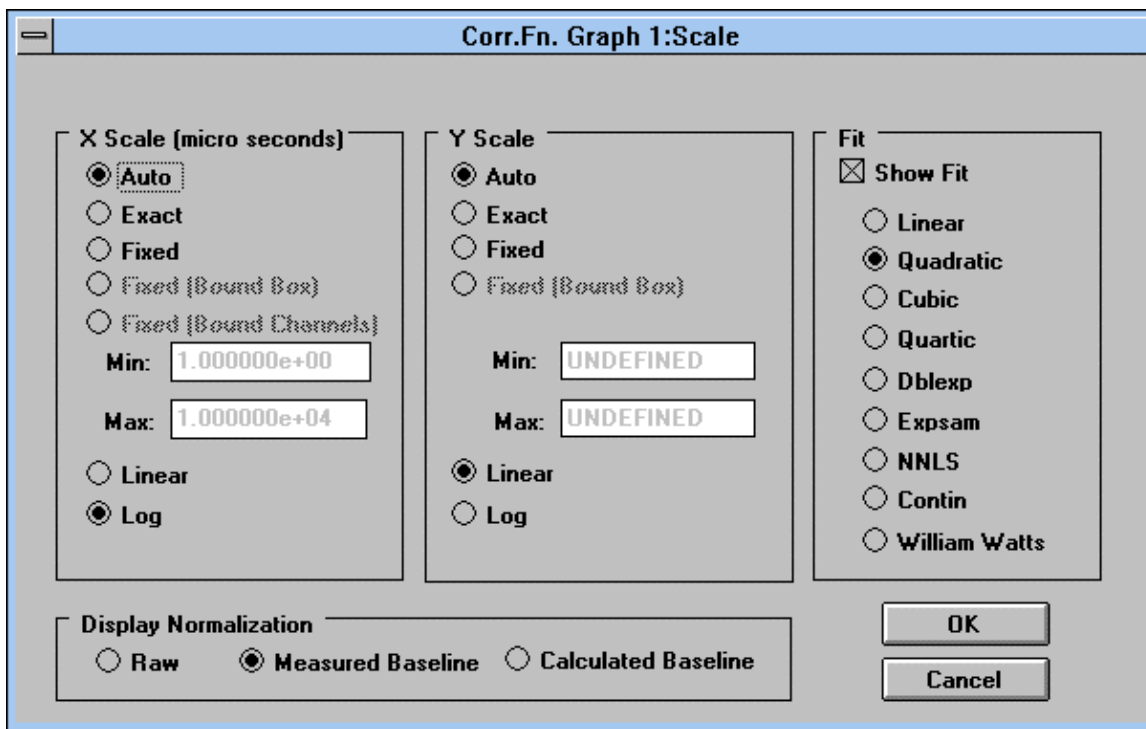 Corr.Fn. Graph 1:Scale
X Scale (micro seconds)
Auto
Exact
Fixed
Fixed (Bound Box)
Fixed (Bound Channels)
Min: 1.000000e+00
Max: 1.000000e+04
Linear
Log
Y Scale
Auto
Exact
Fixed
Fixed (Bound Box)
Min: UNDEFINED
Max: UNDEFINED
Linear
Log
Fit
Show Fit
Linear
Quadratic
Cubic
Quartic
Dblexp
Expsam
NNLS
Contin
William Watts
Display Normalization
Raw Measured Baseline Calculated Baseline
OK
Cancel